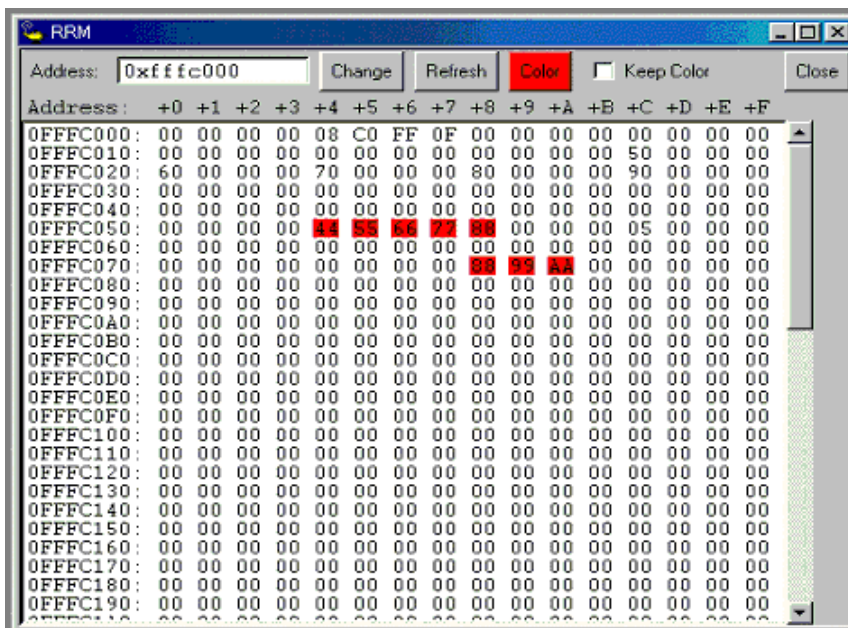 RRM
Address: 0xfffc000 Change Refresh Color Keep Color Close
Address: +0 +1 +2 +3 +4 +5 +6 +7 +8 +9 +A +B +C +D +E +F
0FFFC000: 00 00 00 00 08 C0 FF 0F 00 00 00 00 00 00 00 00
0FFFC010: 00 00 00 00 00 00 00 00 00 00 00 00 50 00 00 00
0FFFC020: 60 00 00 00 70 00 00 00 80 00 00 00 90 00 00 00
0FFFC030: 00 00 00 00 00 00 00 00 00 00 00 00 00 00 00 00
0FFFC040: 00 00 00 00 00 00 00 00 00 00 00 00 00 00 00 00
0FFFC050: 00 00 00 00 44 55 66 77 88 00 00 00 05 00 00 00
0FFFC060: 00 00 00 00 00 00 00 00 00 00 00 00 00 00 00 00
0FFFC070: 00 00 00 00 00 00 00 00 88 99 AA 00 00 00 00 00
0FFFC080: 00 00 00 00 00 00 00 00 00 00 00 00 00 00 00 00
0FFFC090: 00 00 00 00 00 00 00 00 00 00 00 00 00 00 00 00
0FFFC0A0: 00 00 00 00 00 00 00 00 00 00 00 00 00 00 00 00
0FFFC0B0: 00 00 00 00 00 00 00 00 00 00 00 00 00 00 00 00
0FFFC0C0: 00 00 00 00 00 00 00 00 00 00 00 00 00 00 00 00
0FFFC0D0: 00 00 00 00 00 00 00 00 00 00 00 00 00 00 00 00
0FFFC0E0: 00 00 00 00 00 00 00 00 00 00 00 00 00 00 00 00
0FFFC0F0: 00 00 00 00 00 00 00 00 00 00 00 00 00 00 00 00
0FFFC100: 00 00 00 00 00 00 00 00 00 00 00 00 00 00 00 00
0FFFC110: 00 00 00 00 00 00 00 00 00 00 00 00 00 00 00 00
0FFFC120: 00 00 00 00 00 00 00 00 00 00 00 00 00 00 00 00
0FFFC130: 00 00 00 00 00 00 00 00 00 00 00 00 00 00 00 00
0FFFC140: 00 00 00 00 00 00 00 00 00 00 00 00 00 00 00 00
0FFFC150: 00 00 00 00 00 00 00 00 00 00 00 00 00 00 00 00
0FFFC160: 00 00 00 00 00 00 00 00 00 00 00 00 00 00 00 00
0FFFC170: 00 00 00 00 00 00 00 00 00 00 00 00 00 00 00 00
0FFFC180: 00 00 00 00 00 00 00 00 00 00 00 00 00 00 00 00
0FFFC190: 00 00 00 00 00 00 00 00 00 00 00 00 00 00 00 00